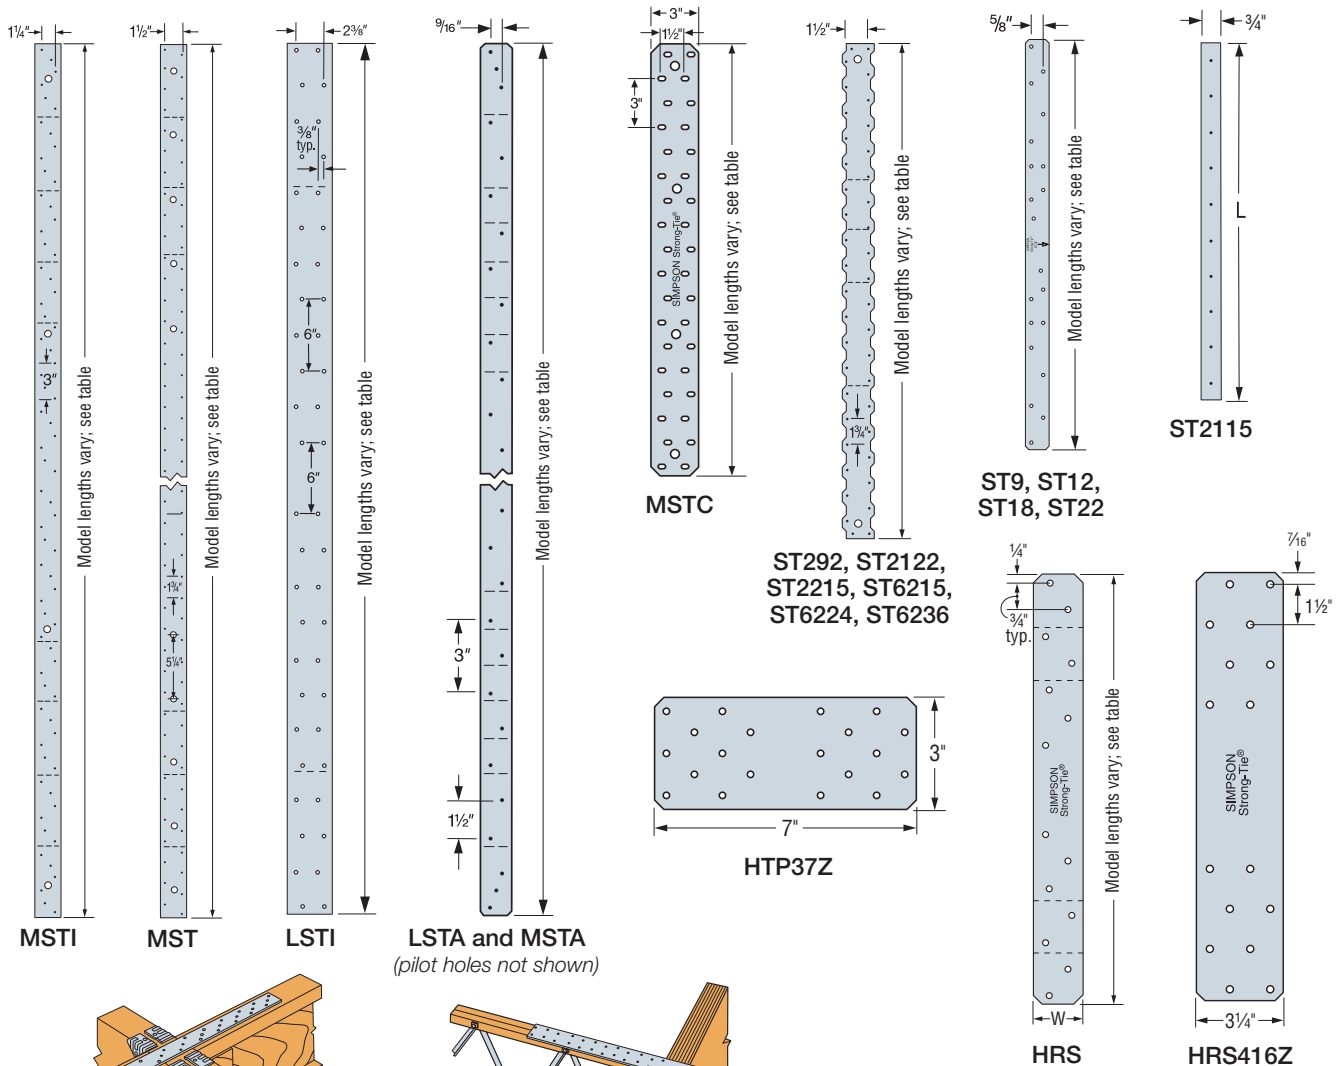 1¼"
3"
Model lengths vary; see table
MSTI
1½"
1¾"
5¼"
Model lengths vary; see table
MST
2⅜"
⅜"
typ.
6"
6"
Model lengths vary; see table
LSTI
9/16"
3"
1½"
Model lengths vary; see table
LSTA and MSTA
(pilot holes not shown)
3"
1½"
3"
SIMPSON Strong-Tie®
Model lengths vary; see table
MSTC
1½"
1¾"
Model lengths vary; see table
ST292, ST2122,
ST2215, ST6215,
ST6224, ST6236
⅝"
Model lengths vary; see table
ST9, ST12,
ST18, ST22
¾"
L
ST2115
3"
7"
HTP37Z
¼"
¾"
typ.
SIMPSON
Strong-Tie®
Model lengths vary; see table
W
HRS
7/16"
1½"
SIMPSON
Strong-Tie®
3¼"
HRS416Z